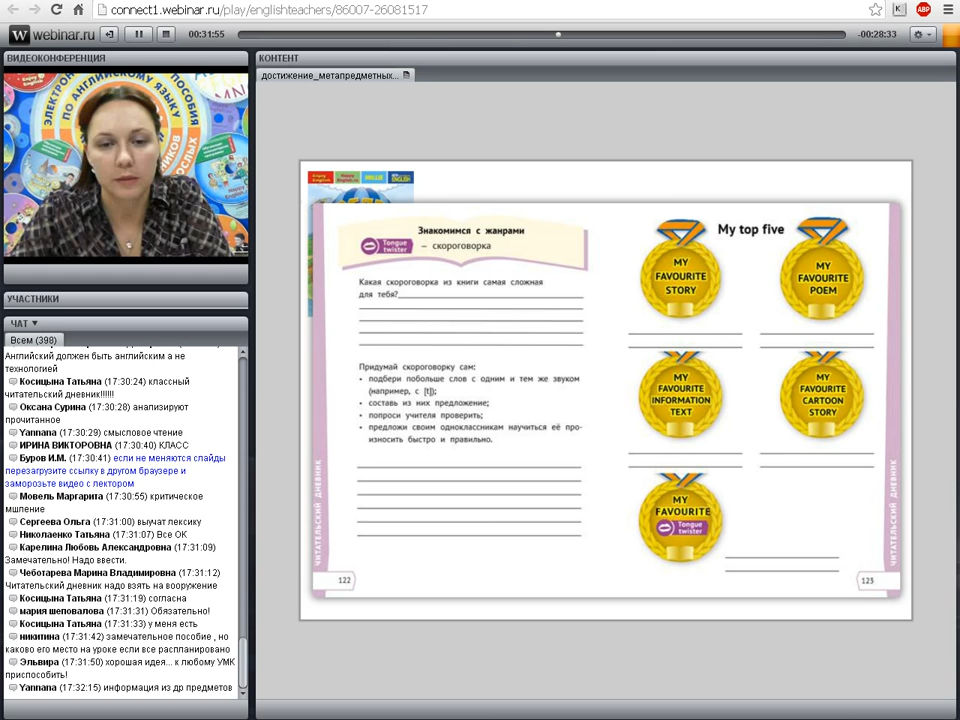 connect1.webinar.ru/play/englishteachers/86007-26081517
ABP
W webinar.ru
00:31:55
-00:28:33
ВИДЕОКОНФЕРЕНЦИЯ
УЧАСТНИКИ
ЧАТ
Всем (398)
Английский должен быть английским а не
технологией
Косицына Татьяна (17:30:24) классный
читательский дневник!!!!!!
Оксана Сурина (17:30:28) анализируют
прочитанное
Yannana (17:30:29) смысловое чтение
ИРИНА ВИКТОРОВНА (17:30:40) КЛАСС
Буров И.М. (17:30:41) если не меняются слайды
перезагрузите ссылку в другом браузере и
заморозьте видео с лектором
Мовель Маргарита (17:30:55) критическое
мшление
Сергеева Ольга (17:31:00) выучат лексику
Николаенко Татьяна (17:31:07) Все ОК
Карелина Любовь Александровна (17:31:09)
Замечательно! Надо ввести.
Чеботарева Марина Владимировна (17:31:12)
Читательский дневник надо взять на вооружение
Косицына Татьяна (17:31:19) согласна
мария шеповалова (17:31:31) Обязательно!
Косицына Татьяна (17:31:33) у меня есть
никитина (17:31:42) замечательное пособие , но
каково его место на уроке если все распланировано
Эльвира (17:31:50) хорошая идея... к любому УМК
приспособить!
Yannana (17:32:15) информация из др предметов
КОНТЕНТ
достижение_метапредметных...
Знакомимся с жанрами
Tongue
twister
– скороговорка
Какая скороговорка из книги самая сложная
для тебя?
Придумай скороговорку сам:
• подбери побольше слов с одним и тем же звуком
(например, с [t]);
• составь из них предложение;
• попроси учителя проверить;
• предложи своим одноклассникам научиться её про-
износить быстро и правильно.
ЧИТАТЕЛЬСКИЙ ДНЕВНИК
122
My top five
MY
FAVOURITE
STORY
MY
FAVOURITE
POEM
MY
FAVOURITE
INFORMATION
TEXT
MY
FAVOURITE
CARTOON
STORY
MY
FAVOURITE
Tongue
twister
ЧИТАТЕЛЬСКИЙ ДНЕВНИК
123